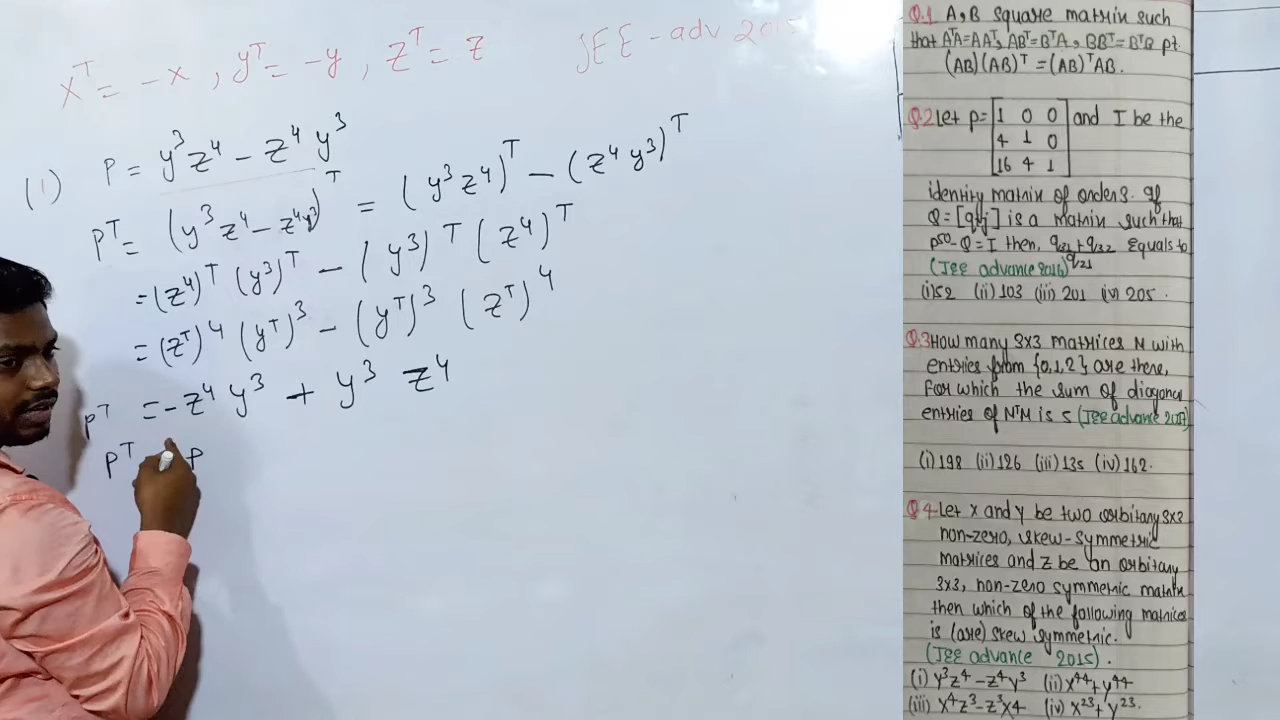 x^T = -x , y^T = -y , z^T = z JEE-adv 2015
(1) P = y³z⁴ - z⁴y³
P^T = (y³z⁴ - z⁴y³)^T = (y³z⁴)^T - (z⁴y³)^T
= (z⁴)^T (y³)^T - (y³)^T (z⁴)^T
= (z^T)⁴ (y^T)³ - (y^T)³ (z^T)⁴
P^T = -z⁴y³ + y³ z⁴
P^T P
Q.1 A,B square matrix such
that A^TA=AA^T, AB^T=B^TA, BB^T=B^TB pt.
(AB)(AB)^T =(AB)^TAB.
Q.2 Let p= [1 0 0 and I be the
4 1 0
16 4 1]
identity matrix of order 3. If
Q=[qij] is a matrix such that
p⁵⁰-Q=I then, q31+q32 Equals to
q21
(JEE advance 2016)
(i)52 (ii) 103 (iii) 201 (iv) 205.
Q.3 How many 3x3 matrices M with
entries from {0,1,2} are there,
for which the sum of diagonal
entries of M^TM is 5 (JEE advance 2017)
(i) 198 (ii) 126 (iii) 135 (iv) 162.
Q.4 Let x and y be two orbitary 3x3
non-zero, skew-symmetric
matrices and z be an orbitary
3x3, non-zero symmetric matrix
then which of the following matrices
is (are) skew symmetric.
(JEE advance 2015).
(i) y³z⁴-z⁴y³ (ii) x⁴⁴+y⁴⁴
(iii) x⁴z³-z³x4 (iv) x²³+y²³.